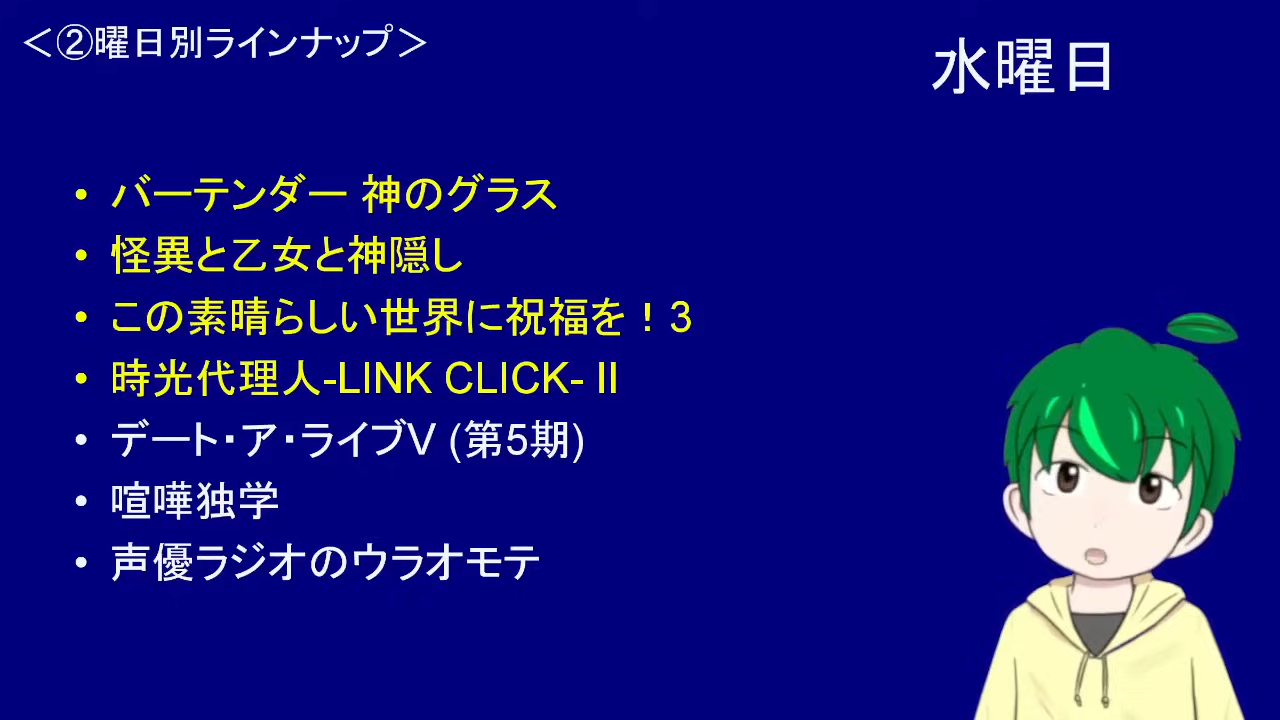 ＜②曜日別ラインナップ＞
水曜日
• バーテンダー 神のグラス
• 怪異と乙女と神隠し
• この素晴らしい世界に祝福を！3
• 時光代理人-LINK CLICK- II
• デート・ア・ライブV (第5期)
• 喧嘩独学
• 声優ラジオのウラオモテ